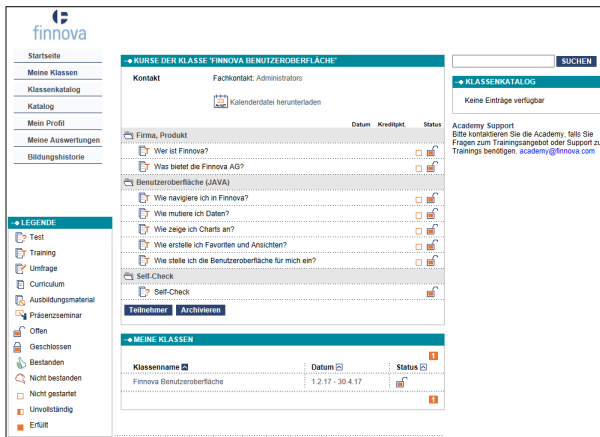 finnova
Startseite
Meine Klassen
Klassenkatalog
Katalog
Mein Profil
Meine Auswertungen
Bildungshistorie
LEGENDE
Test
Training
Umfrage
Curriculum
Ausbildungsmaterial
Präsenzseminar
Offen
Geschlossen
Bestanden
Nicht bestanden
Nicht gestartet
Unvollständig
Erfüllt
KURSE DER KLASSE 'FINNOVA BENUTZEROBERFLÄCHE'
Kontakt Fachkontakt: Administrators
Kalenderdatei herunterladen
Datum Kreditpkt. Status
Firma, Produkt
Wer ist Finnova?
Was bietet die Finnova AG?
Benutzeroberfläche (JAVA)
Wie navigiere ich in Finnova?
Wie mutiere ich Daten?
Wie zeige ich Charts an?
Wie erstelle ich Favoriten und Ansichten?
Wie stelle ich die Benutzeroberfläche für mich ein?
Self-Check
Self-Check
Teilnehmer Archivieren
MEINE KLASSEN
1
Klassenname Datum Status
Finnova Benutzeroberfläche 1.2.17 - 30.4.17
1
SUCHEN
KLASSENKATALOG
Keine Einträge verfügbar
Academy Support
Bitte kontaktieren Sie die Academy, falls Sie
Fragen zum Trainingsangebot oder Support zu
Trainings benötigen. academy@finnova.com